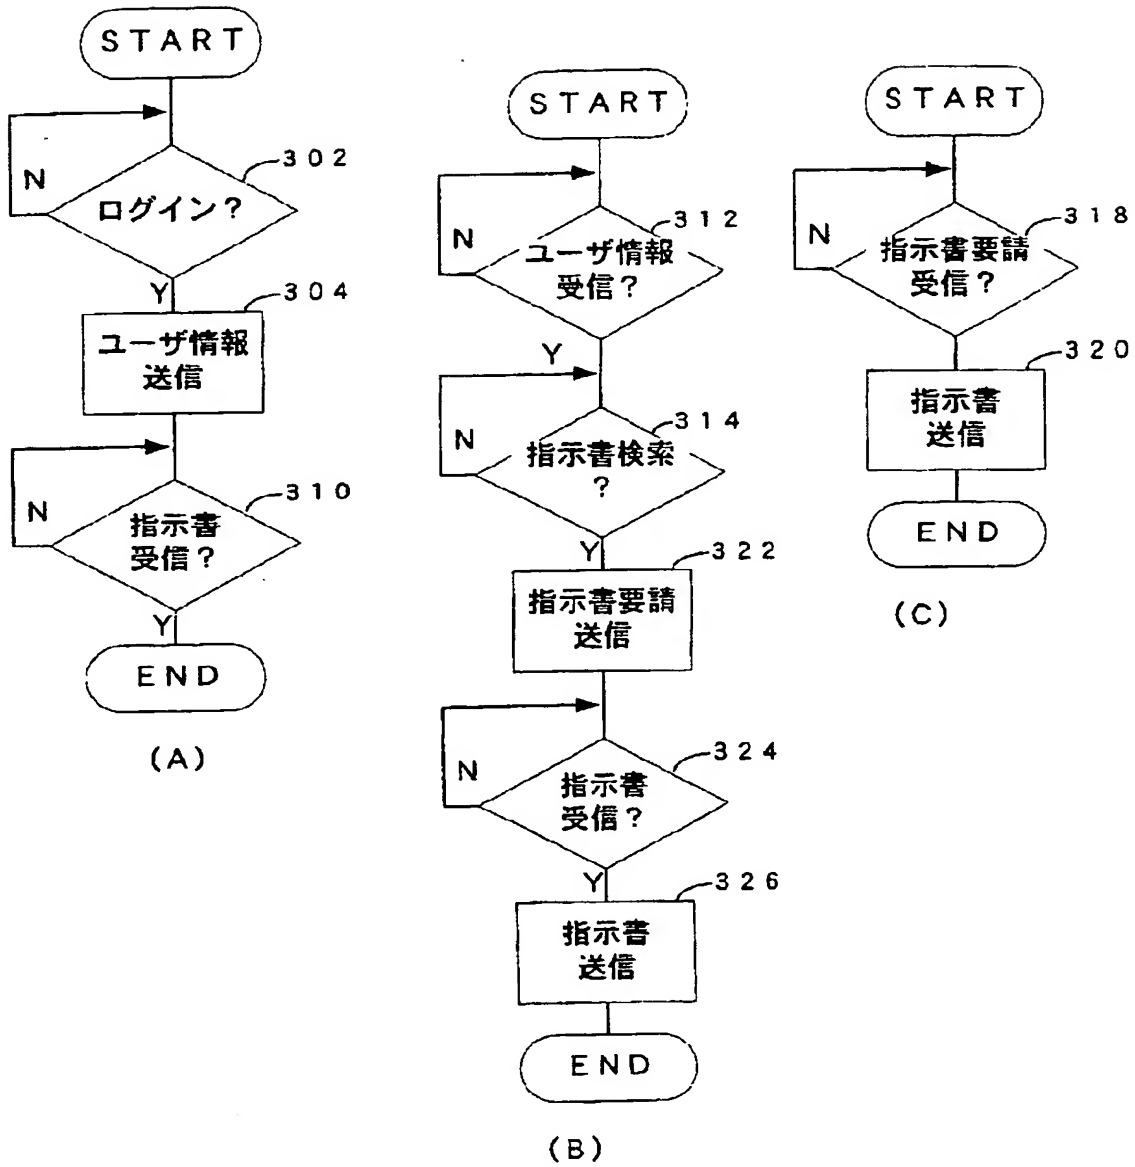 START
302
N
ログイン？
Y
304
ユーザ情報
送信
310
N
指示書
受信？
Y
END
(A)
START
312
N
ユーザ情報
受信？
Y
314
N
指示書検索
？
Y
322
指示書要請
送信
324
N
指示書
受信？
Y
326
指示書
送信
END
(B)
START
318
N
指示書要請
受信？
320
指示書
送信
END
(C)